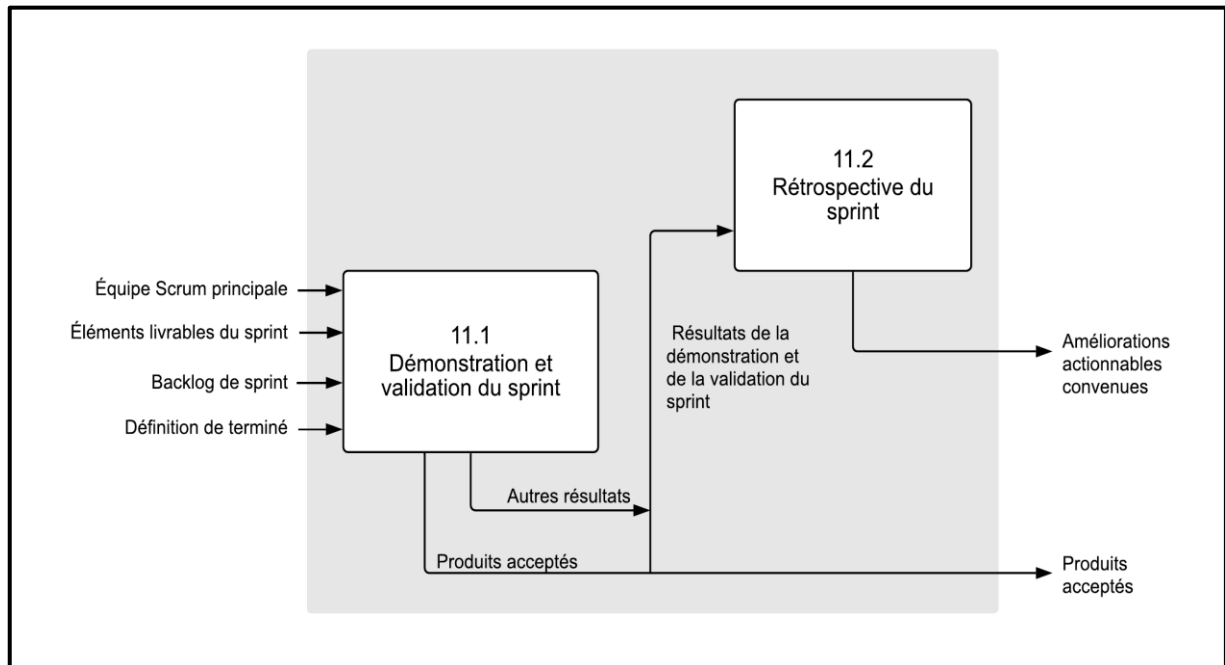 11.2
Rétrospective du
sprint
Équipe Scrum principale
Éléments livrables du sprint
Backlog de sprint
Définition de terminé
11.1
Démonstration et
validation du sprint
Résultats de la
démonstration et
de la validation du
sprint
Améliorations
actionnables
convenues
Autres résultats
Produits acceptés
Produits
acceptés